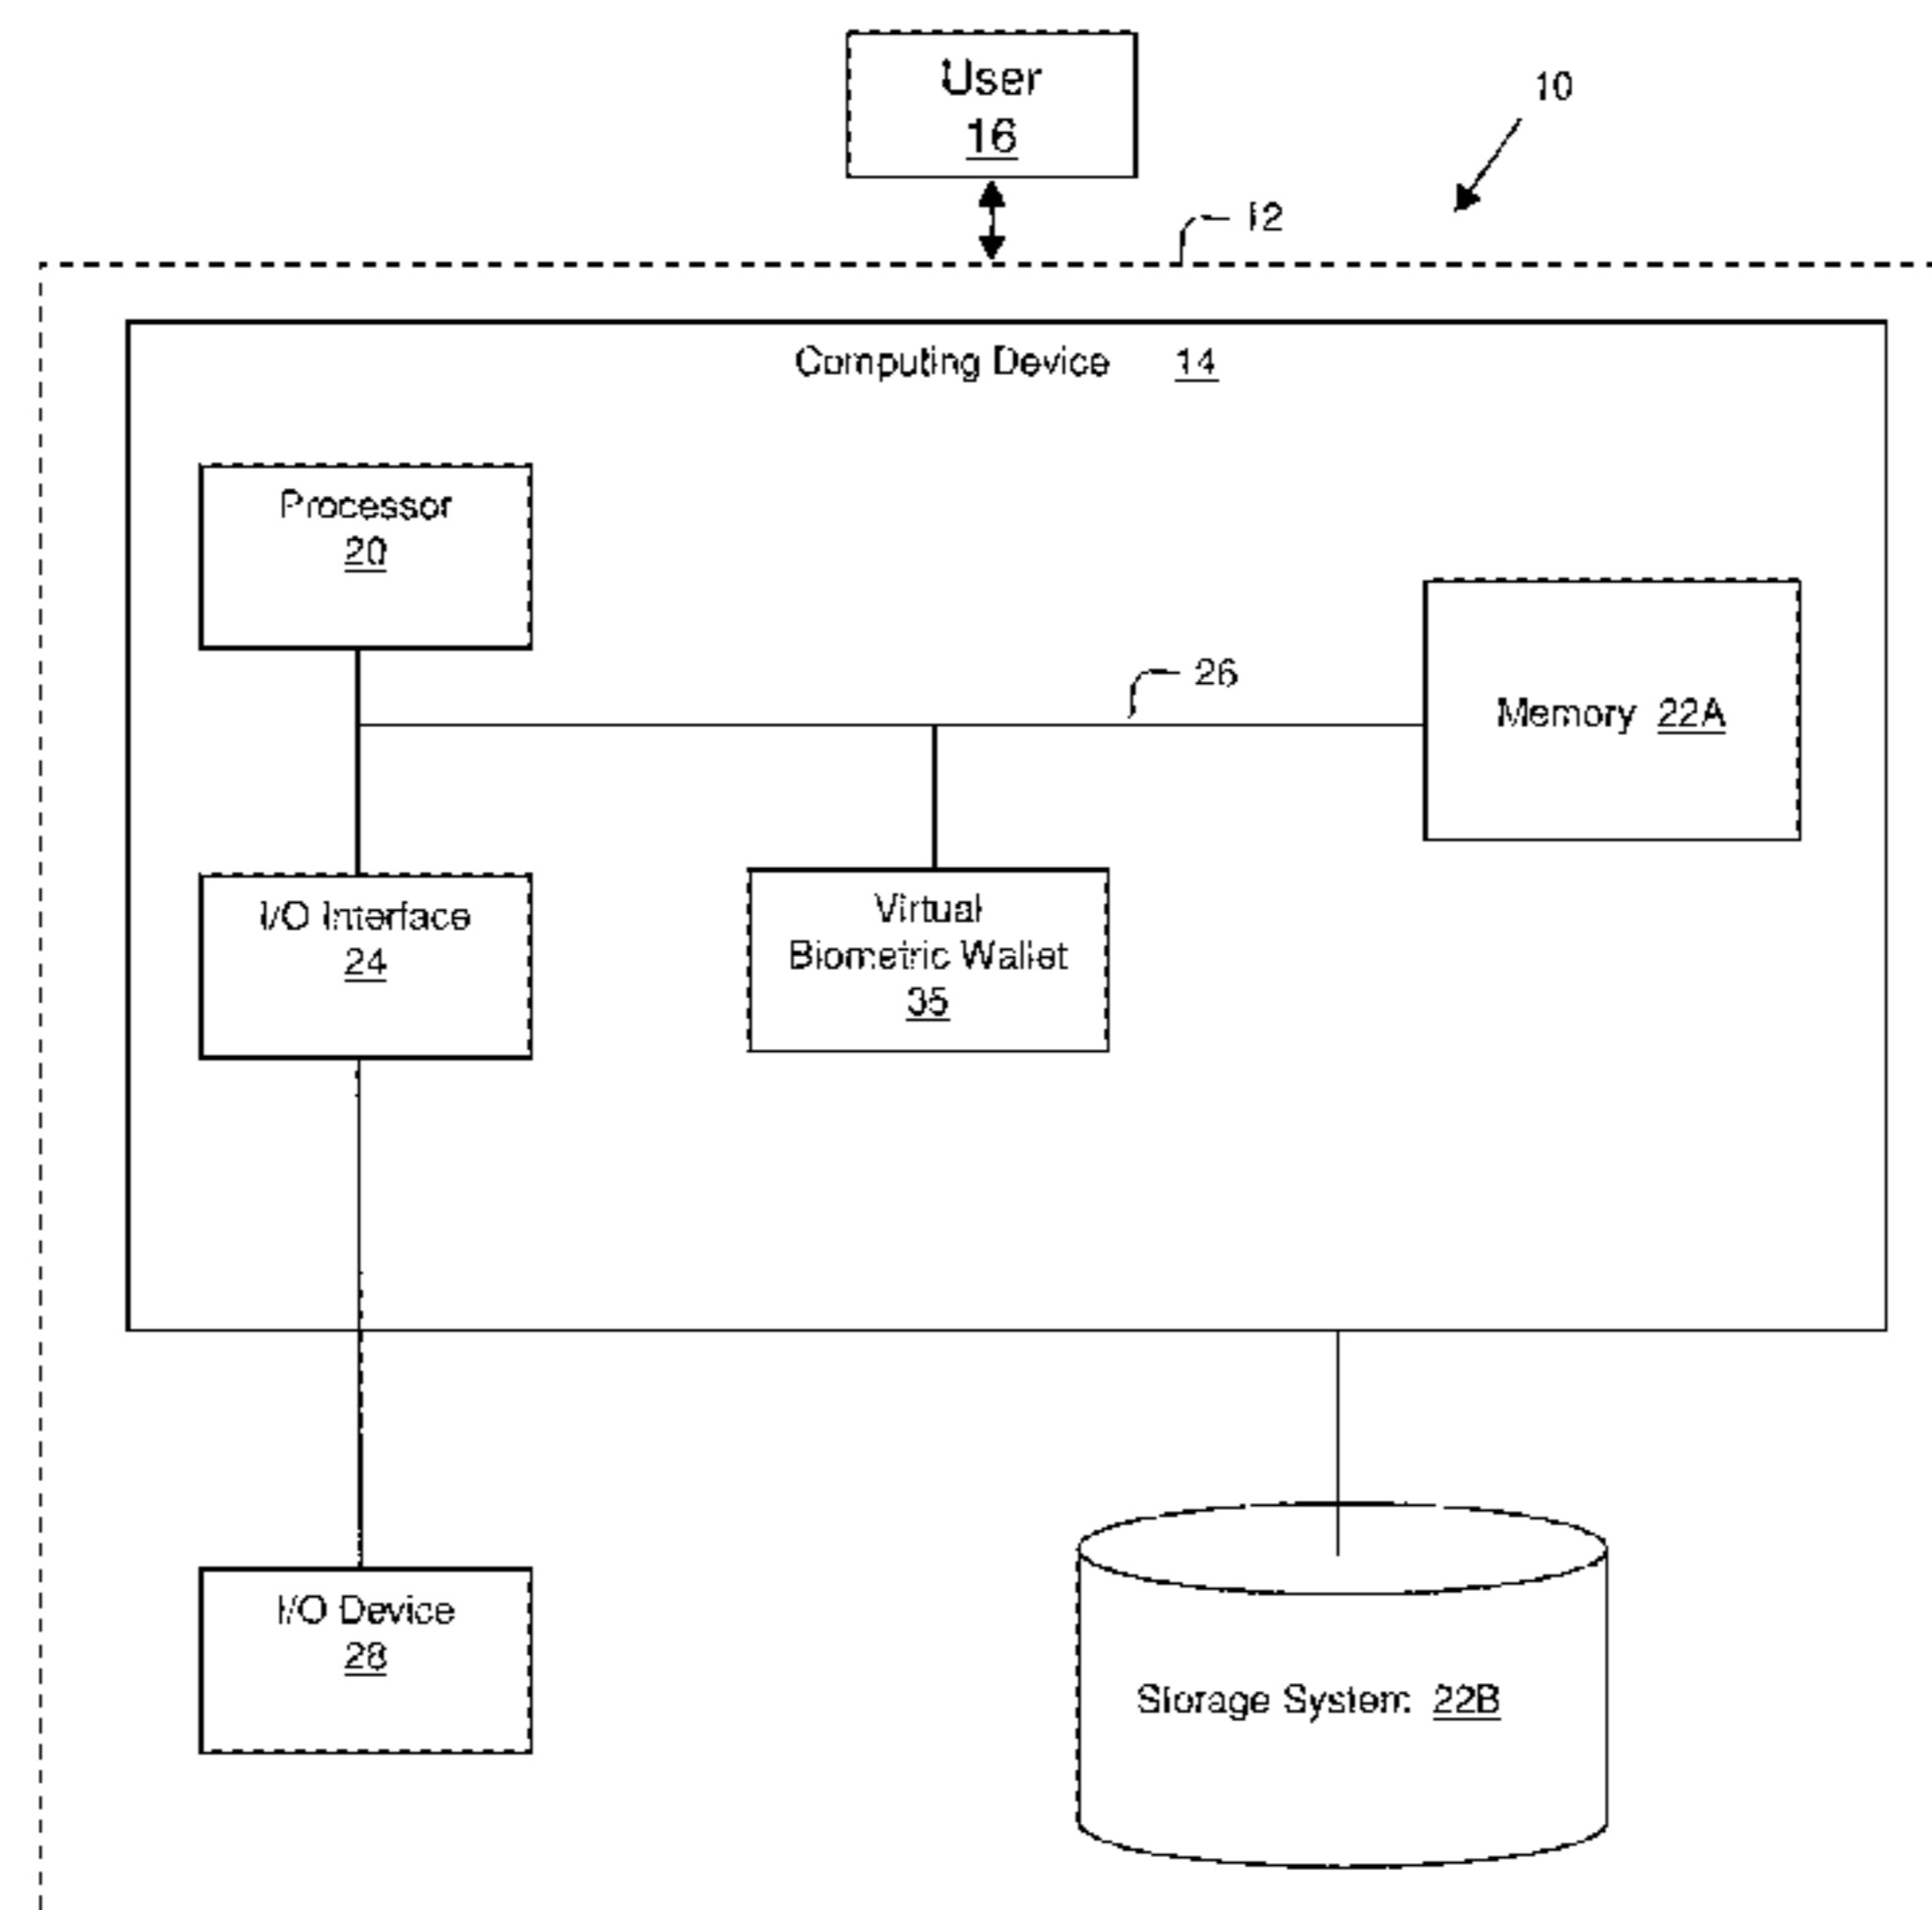 User
16
10
12
Computing Device 14
Processor
20
26
Memory 22A
I/O Interface
24
Virtual
Biometric Wallet
35
I/O Device
28
Storage System 22B